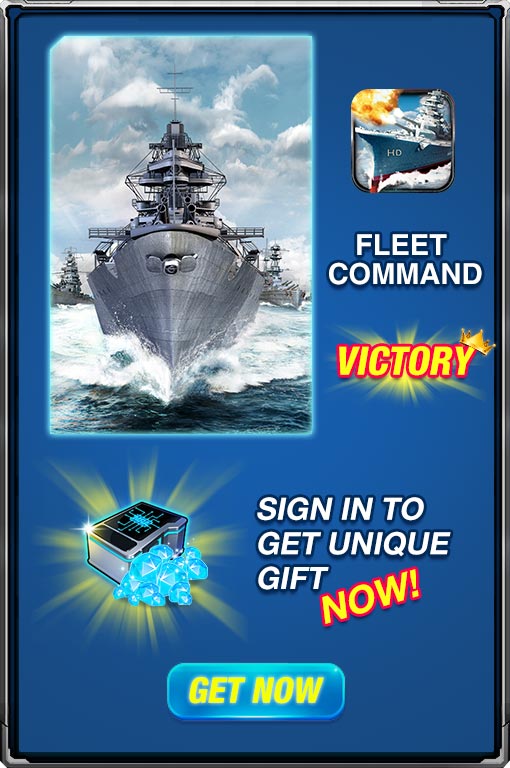 HD
FLEET
COMMAND
VICTORY
SIGN IN TO
GET UNIQUE
GIFT
NOW!
GET NOW